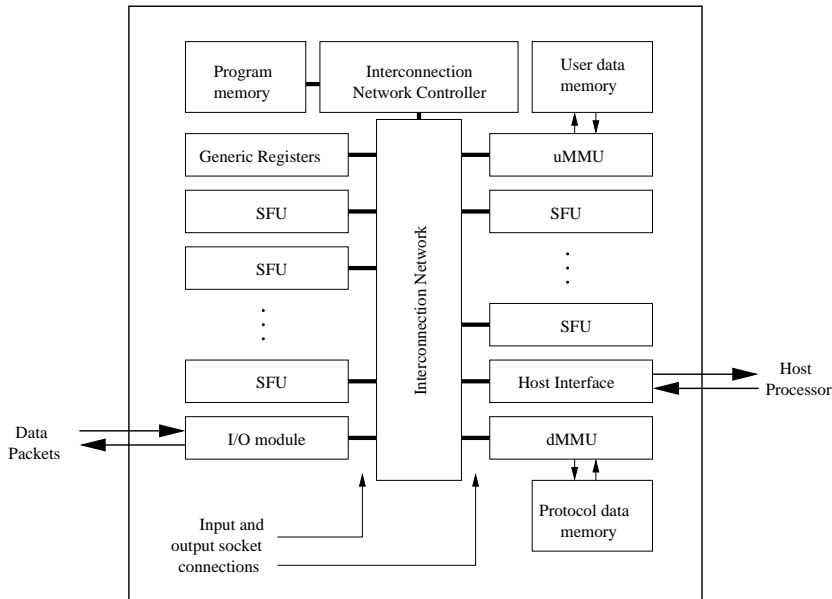 Program
memory
Interconnection
Network Controller
User data
memory
Generic Registers
uMMU
SFU
SFU
SFU
SFU
SFU
Interconnection Network
Host Interface
Host
Processor
I/O module
dMMU
Data
Packets
Protocol data
memory
Input and
output socket
connections